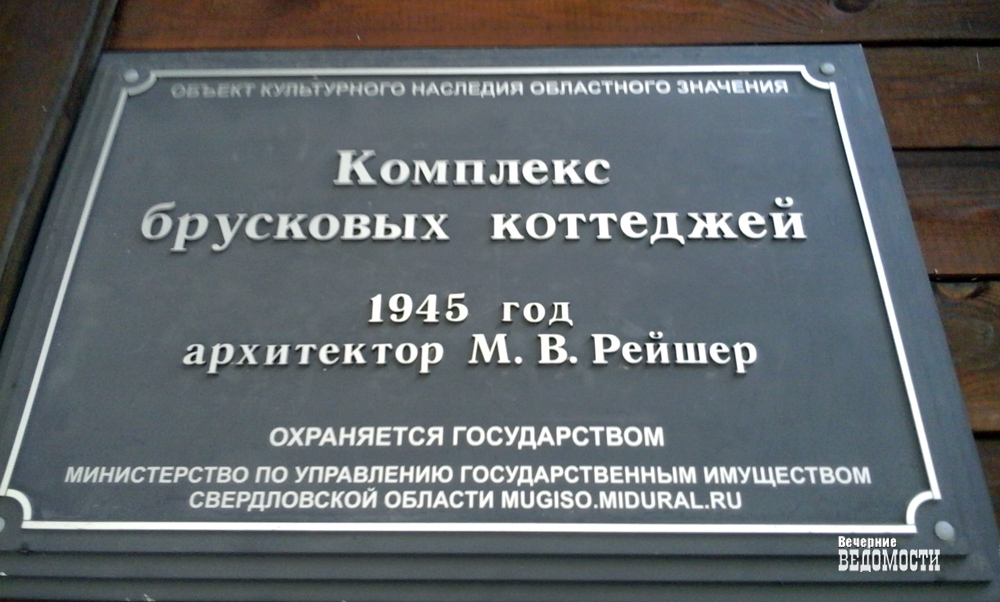 ОБЪЕКТ КУЛЬТУРНОГО НАСЛЕДИЯ ОБЛАСТНОГО ЗНАЧЕНИЯ
Комплекс
брусковых коттеджей
1945 год
архитектор М. В. Рейшер
ОХРАНЯЕТСЯ ГОСУДАРСТВОМ
МИНИСТЕРСТВО ПО УПРАВЛЕНИЮ ГОСУДАРСТВЕННЫМ ИМУЩЕСТВОМ
СВЕРДЛОВСКОЙ ОБЛАСТИ MUGISO.MIDURAL.RU
Вечерние
ВЕДОМОСТИ